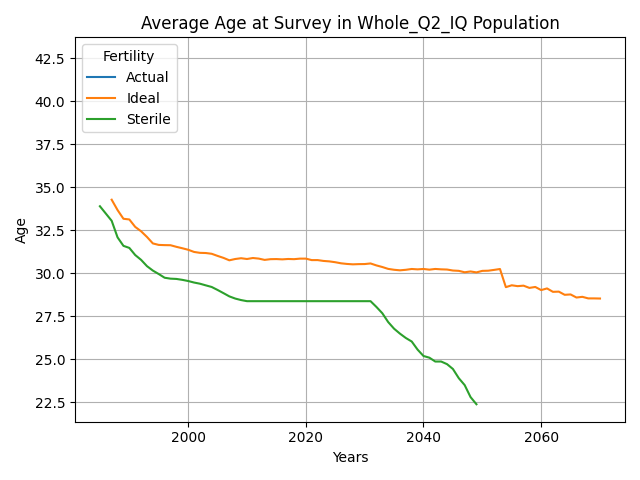 Average Age at Survey in Whole_Q2_IQ Population
Fertility
Actual
Ideal
Sterile
42.5
40.0
37.5
35.0
32.5
30.0
27.5
25.0
22.5
Age
2000 2020 2040 2060
Years